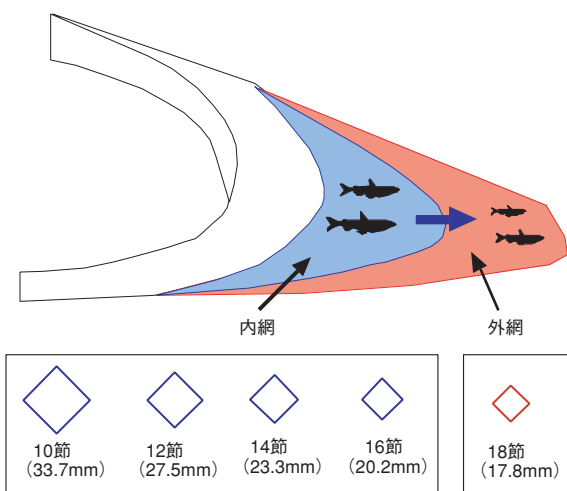 内網
外網
10節
(33.7mm)
12節
(27.5mm)
14節
(23.3mm)
16節
(20.2mm)
18節
(17.8mm)